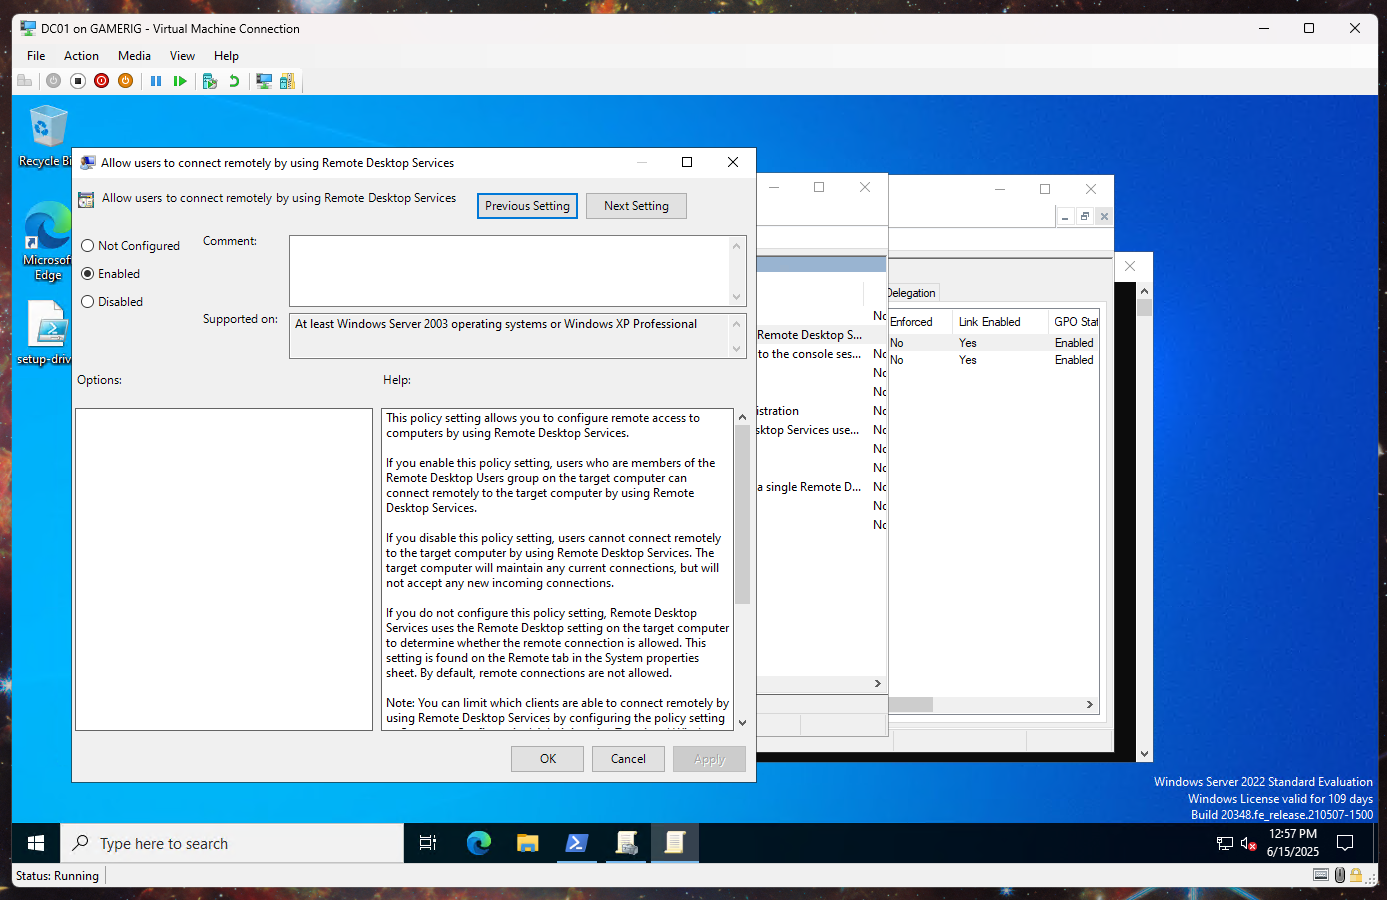 DC01 on GAMERIG - Virtual Machine Connection
File Action Media View Help
Recycle Bi
Microsof
Edge
setup-driv
Allow users to connect remotely by using Remote Desktop Services
Allow users to connect remotely by using Remote Desktop Services
Previous Setting
Next Setting
Not Configured
Enabled
Disabled
Comment:
Supported on:
At least Windows Server 2003 operating systems or Windows XP Professional
Options:
Help:
This policy setting allows you to configure remote access to
computers by using Remote Desktop Services.
If you enable this policy setting, users who are members of the
Remote Desktop Users group on the target computer can
connect remotely to the target computer by using Remote
Desktop Services.
If you disable this policy setting, users cannot connect remotely
to the target computer by using Remote Desktop Services. The
target computer will maintain any current connections, but will
not accept any new incoming connections.
If you do not configure this policy setting, Remote Desktop
Services uses the Remote Desktop setting on the target computer
to determine whether the remote connection is allowed. This
setting is found on the Remote tab in the System properties
sheet. By default, remote connections are not allowed.
Note: You can limit which clients are able to connect remotely by
using Remote Desktop Services by configuring the policy setting
OK
Cancel
Apply
No
Remote Desktop S...
to the console ses... No
No
No
istration No
sktop Services use... No
No
No
a single Remote D... No
No
No
Delegation
Enforced Link Enabled GPO Stat
No Yes Enabled
No Yes Enabled
Windows Server 2022 Standard Evaluation
Windows License valid for 109 days
Build 20348.fe_release.210507-1500
Type here to search
12:57 PM
6/15/2025
Status: Running